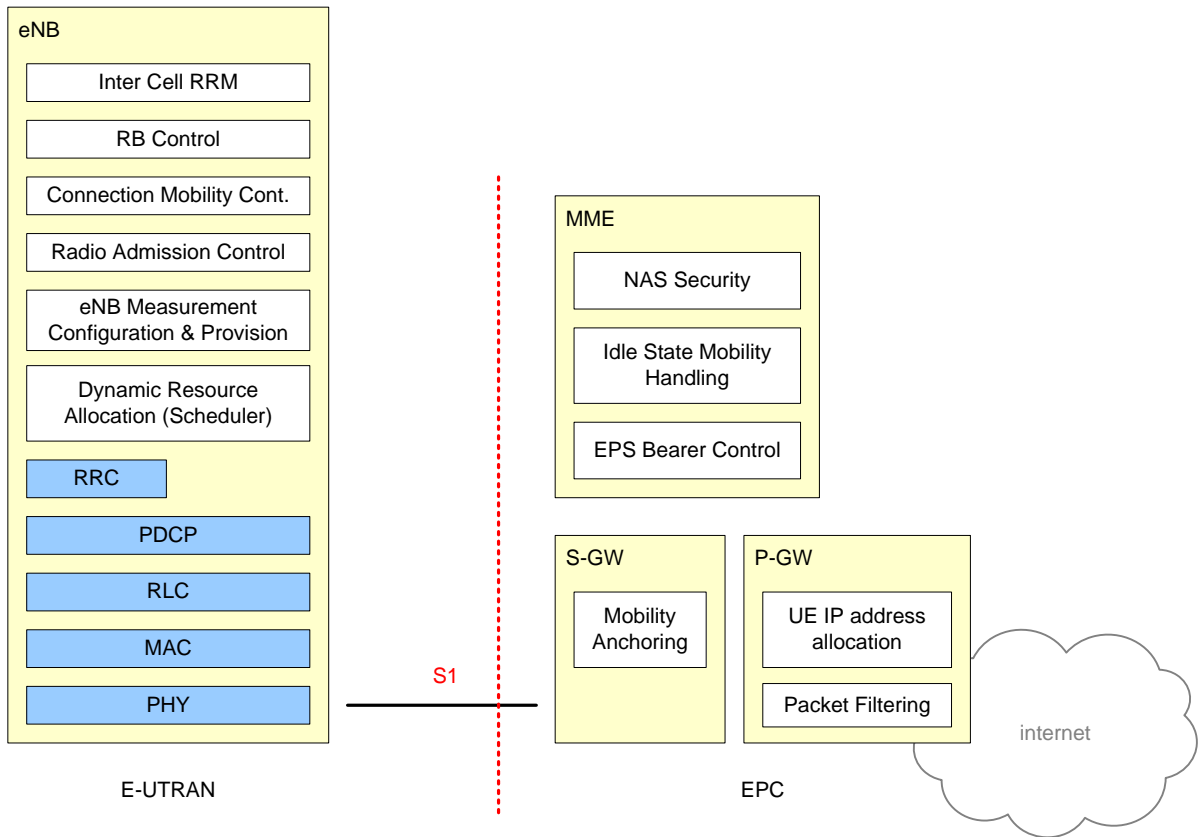 eNB
Inter Cell RRM
RB Control
Connection Mobility Cont.
Radio Admission Control
eNB Measurement
Configuration & Provision
Dynamic Resource
Allocation (Scheduler)
RRC
PDCP
RLC
MAC
PHY
S1
MME
NAS Security
Idle State Mobility
Handling
EPS Bearer Control
S-GW
Mobility
Anchoring
P-GW
UE IP address
allocation
Packet Filtering
internet
E-UTRAN
EPC